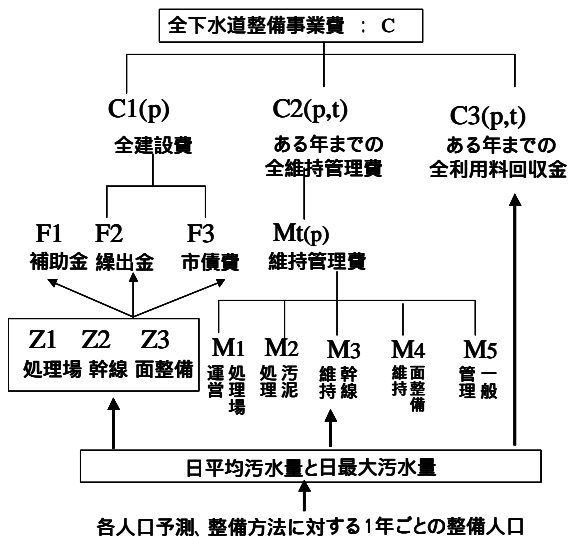 全下水道整備事業費 : C
C1(p)
全建設費
C2(p,t)
ある年までの
全維持管理費
C3(p,t)
ある年までの
全利用料回収金
F1
補助金
F2
繰出金
F3
市債費
Mt(p)
維持管理費
Z1 Z2 Z3
処理場 幹線 面整備
M1
処理場
運営
M2
汚泥
処理
M3
幹線
維持
M4
面整備
維持
M5
一般
管理
日平均汚水量と日最大汚水量
各人口予測、整備方法に対する1年ごとの整備人口